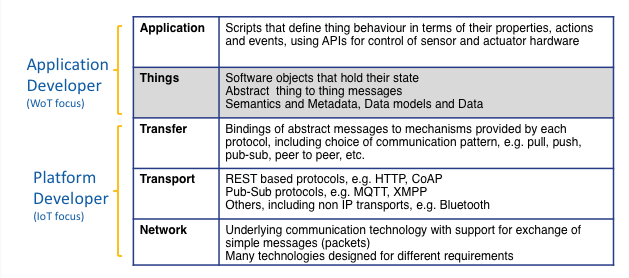 Application
Developer
(WoT focus)
Platform
Developer
(IoT focus)
Application
Scripts that define thing behaviour in terms of their properties, actions
and events, using APIs for control of sensor and actuator hardware
Things
Software objects that hold their state
Abstract thing to thing messages
Semantics and Metadata, Data models and Data
Transfer
Bindings of abstract messages to mechanisms provided by each
protocol, including choice of communication pattern, e.g. pull, push,
pub-sub, peer to peer, etc.
Transport
REST based protocols, e.g. HTTP, CoAP
Pub-Sub protocols, e.g. MQTT, XMPP
Others, including non IP transports, e.g. Bluetooth
Network
Underlying communication technology with support for exchange of
simple messages (packets)
Many technologies designed for different requirements